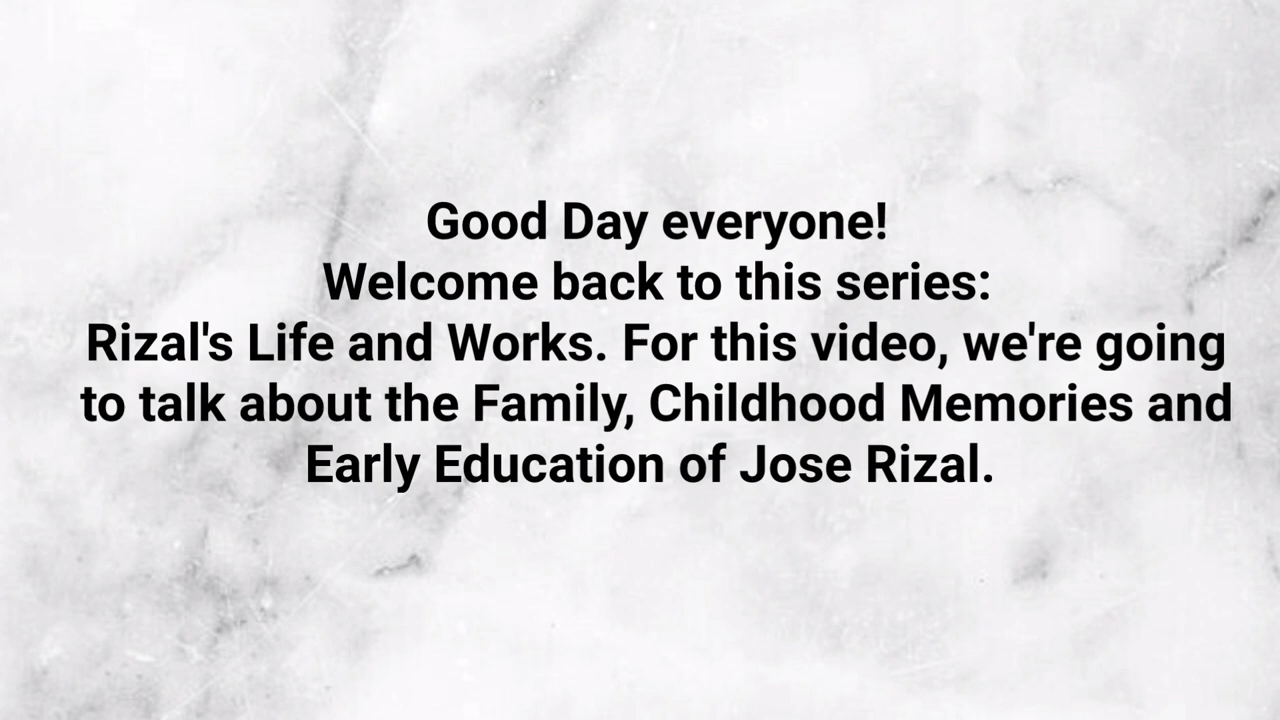 Good Day everyone!
Welcome back to this series:
Rizal's Life and Works. For this video, we're going
to talk about the Family, Childhood Memories and
Early Education of Jose Rizal.